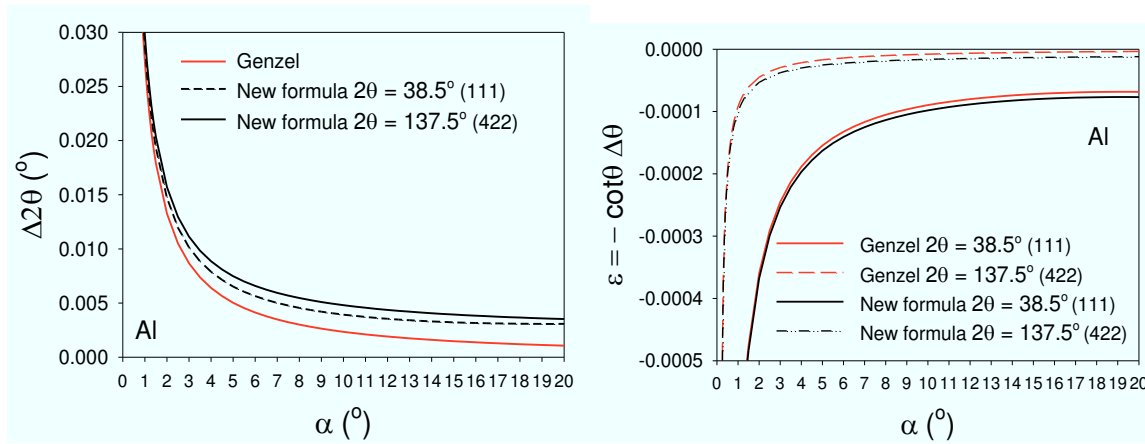 0.030
0.025
0.020
0.015
0.010
0.005
0.000
Δ2θ (°)
Genzel
New formula 2θ = 38.5° (111)
New formula 2θ = 137.5° (422)
Al
0 1 2 3 4 5 6 7 8 9 10 11 12 13 14 15 16 17 18 19 20
α (°)
0.0000
-0.0001
-0.0002
-0.0003
-0.0004
-0.0005
ε = − cotθ Δθ
Al
Genzel 2θ = 38.5° (111)
Genzel 2θ = 137.5° (422)
New formula 2θ = 38.5° (111)
New formula 2θ = 137.5° (422)
0 1 2 3 4 5 6 7 8 9 10 11 12 13 14 15 16 17 18 19 20
α (°)